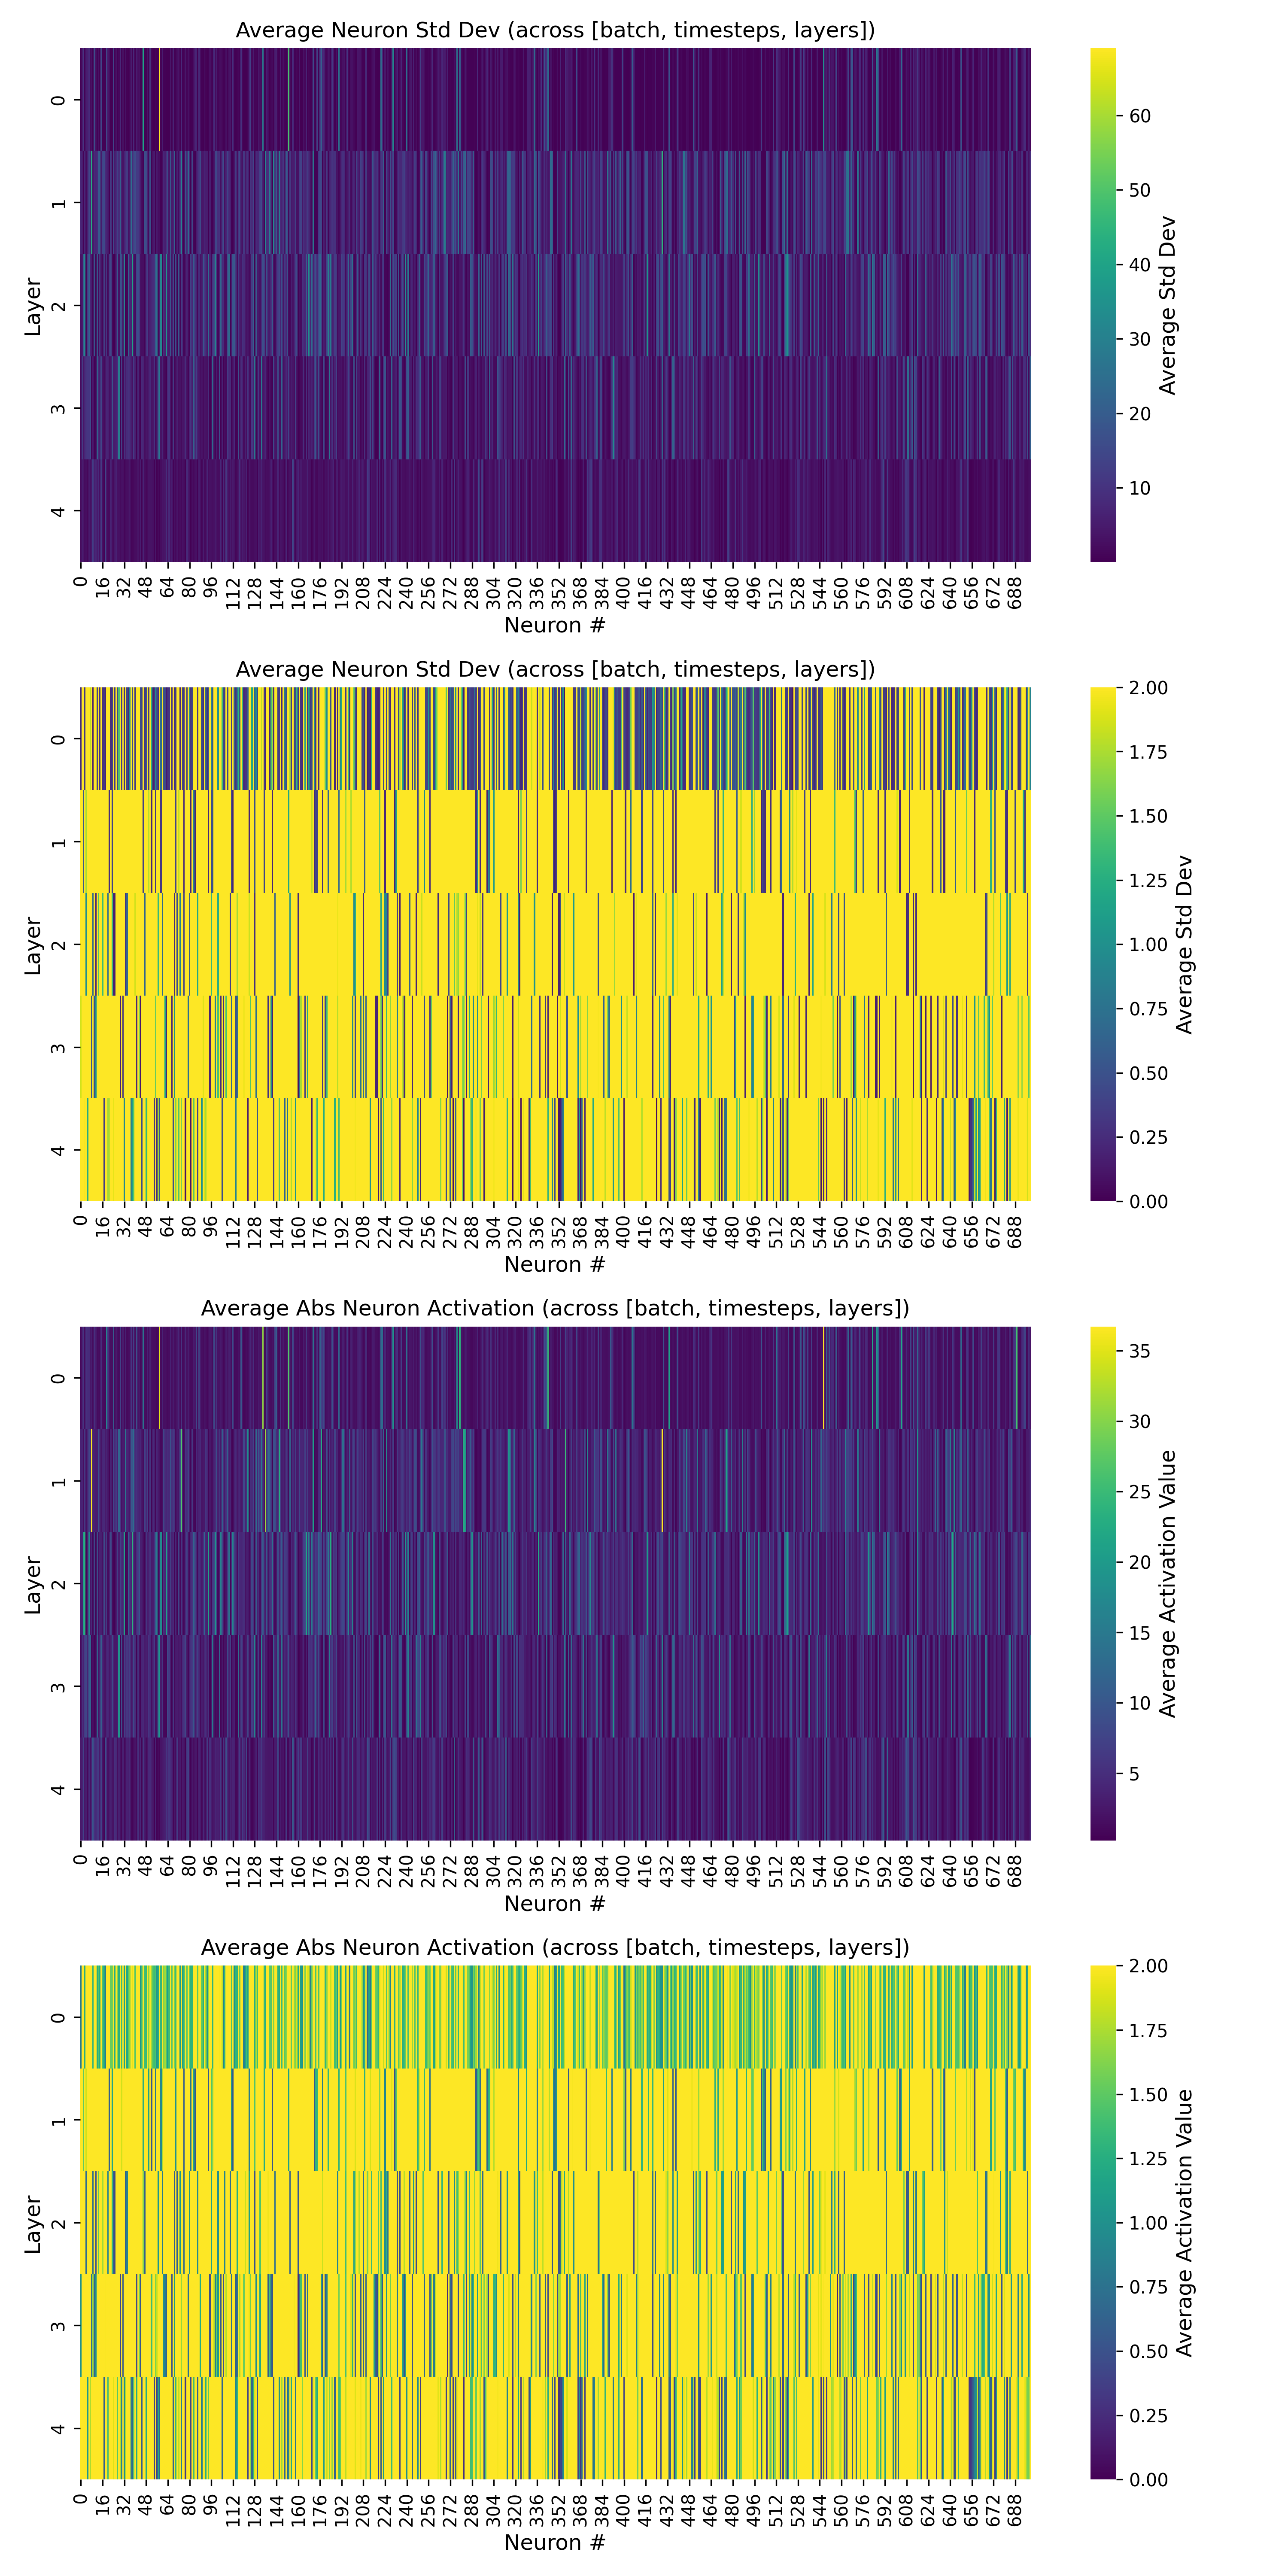 Average Neuron Std Dev (across [batch, timesteps, layers])
Layer
0
1
2
3
4
0 16 32 48 64 80 96 112 128 144 160 176 192 208 224 240 256 272 288 304 320 336 352 368 384 400 416 432 448 464 480 496 512 528 544 560 576 592 608 624 640 656 672 688
Neuron #
60
50
40
30
20
10
Average Std Dev
Average Neuron Std Dev (across [batch, timesteps, layers])
Layer
0
1
2
3
4
0 16 32 48 64 80 96 112 128 144 160 176 192 208 224 240 256 272 288 304 320 336 352 368 384 400 416 432 448 464 480 496 512 528 544 560 576 592 608 624 640 656 672 688
Neuron #
2.00
1.75
1.50
1.25
1.00
0.75
0.50
0.25
0.00
Average Std Dev
Average Abs Neuron Activation (across [batch, timesteps, layers])
Layer
0
1
2
3
4
0 16 32 48 64 80 96 112 128 144 160 176 192 208 224 240 256 272 288 304 320 336 352 368 384 400 416 432 448 464 480 496 512 528 544 560 576 592 608 624 640 656 672 688
Neuron #
35
30
25
20
15
10
5
Average Activation Value
Average Abs Neuron Activation (across [batch, timesteps, layers])
Layer
0
1
2
3
4
0 16 32 48 64 80 96 112 128 144 160 176 192 208 224 240 256 272 288 304 320 336 352 368 384 400 416 432 448 464 480 496 512 528 544 560 576 592 608 624 640 656 672 688
Neuron #
2.00
1.75
1.50
1.25
1.00
0.75
0.50
0.25
0.00
Average Activation Value